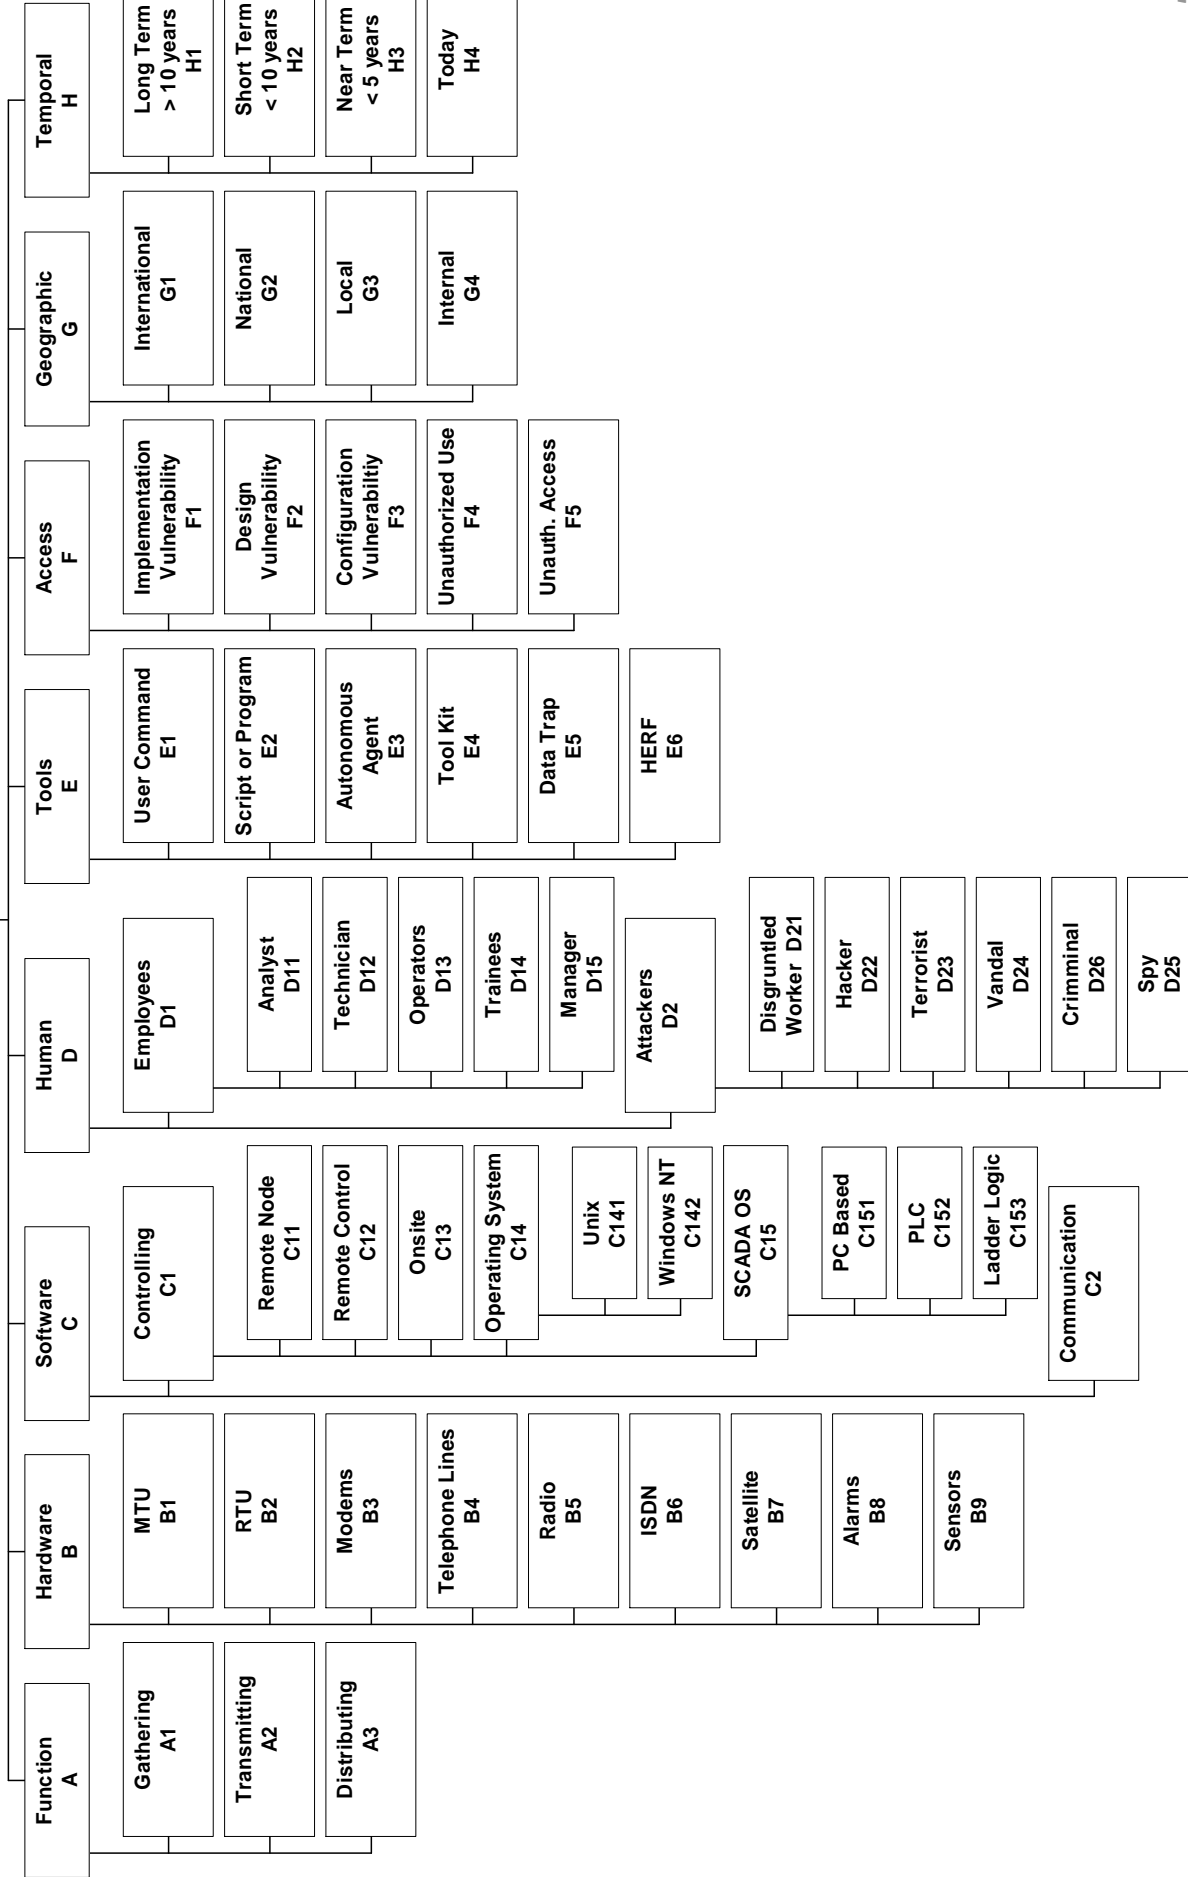 Function
A
Gathering
A1
Transmitting
A2
Distributing
A3
Hardware
B
MTU
B1
RTU
B2
Modems
B3
Telephone Lines
B4
Radio
B5
ISDN
B6
Satellite
B7
Alarms
B8
Sensors
B9
Software
C
Controlling
C1
Remote Node
C11
Remote Control
C12
Onsite
C13
Operating System
C14
Unix
C141
Windows NT
C142
SCADA OS
C15
PC Based
C151
PLC
C152
Ladder Logic
C153
Communication
C2
Human
D
Employees
D1
Analyst
D11
Technician
D12
Operators
D13
Trainees
D14
Manager
D15
Attackers
D2
Disgruntled
Worker D21
Hacker
D22
Terrorist
D23
Vandal
D24
Criminal
D26
Spy
D25
Tools
E
User Command
E1
Script or Program
E2
Autonomous
Agent
E3
Tool Kit
E4
Data Trap
E5
HERF
E6
Access
F
Implementation
Vulnerability
F1
Design
Vulnerability
F2
Configuration
Vulnerabiltiy
F3
Unauthorized Use
F4
Unauth. Access
F5
Geographic
G
International
G1
National
G2
Local
G3
Internal
G4
Temporal
H
Long Term
> 10 years
H1
Short Term
< 10 years
H2
Near Term
< 5 years
H3
Today
H4